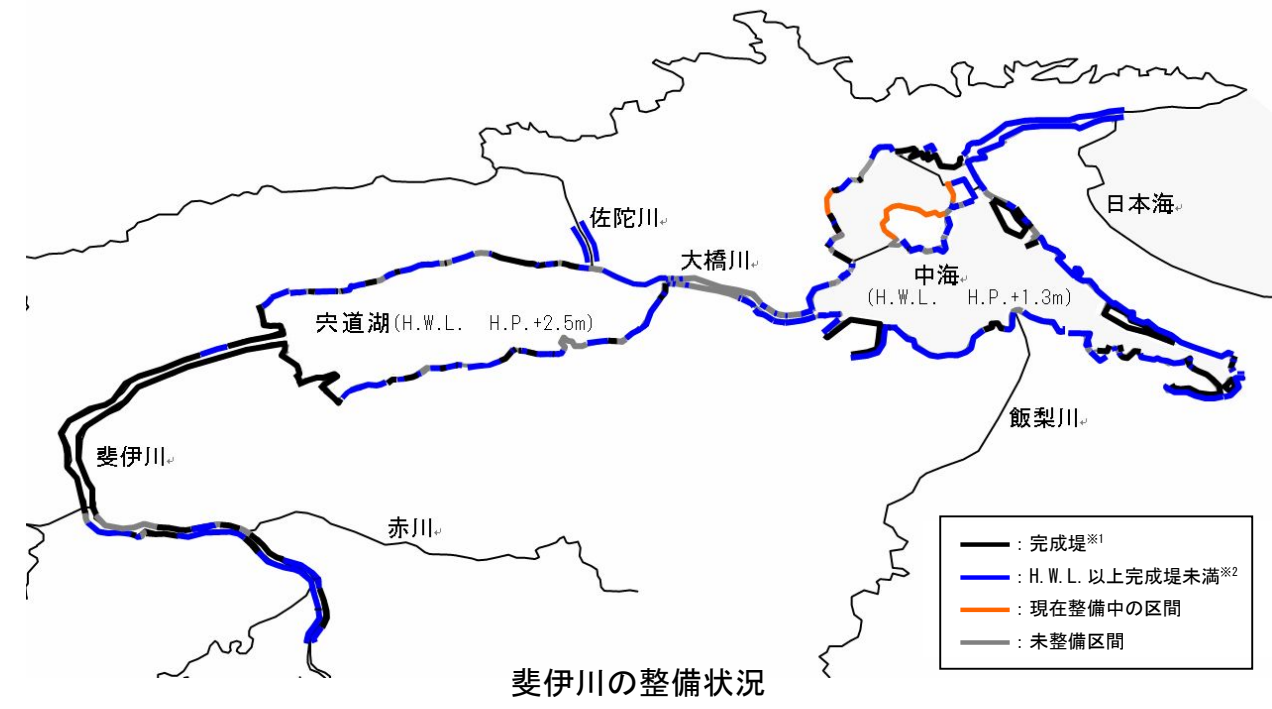 佐陀川
日本海
大橋川
中海
(H.W.L. H.P.+1.3m)
宍道湖(H.W.L. H.P.+2.5m)
飯梨川
斐伊川
赤川
:完成堤※1
:H.W.L.以上完成堤未満※2
:現在整備中の区間
:未整備区間
斐伊川の整備状況